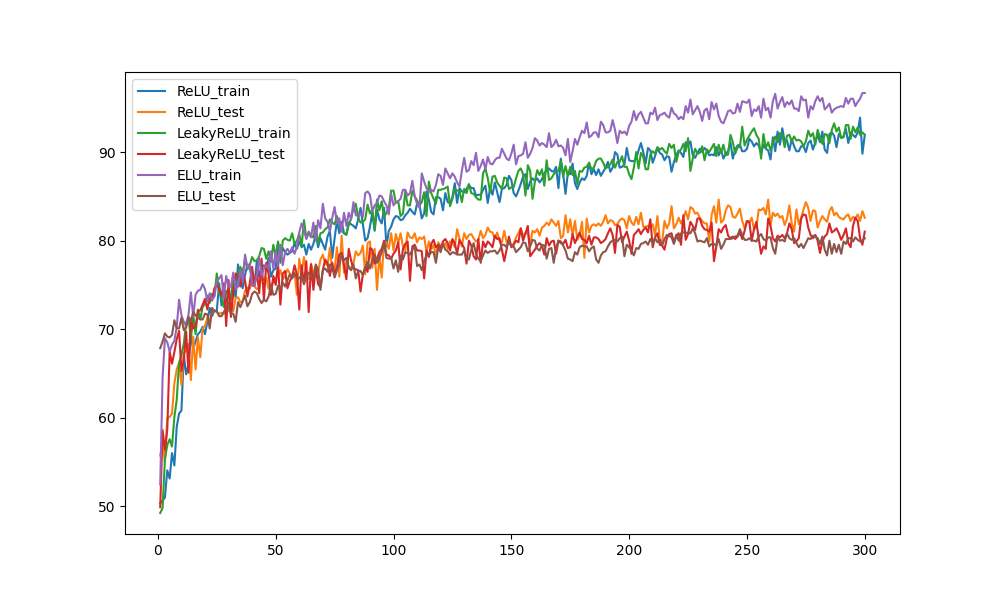 ReLU_train
ReLU_test
LeakyReLU_train
LeakyReLU_test
ELU_train
ELU_test
90
80
70
60
50
0 50 100 150 200 250 300